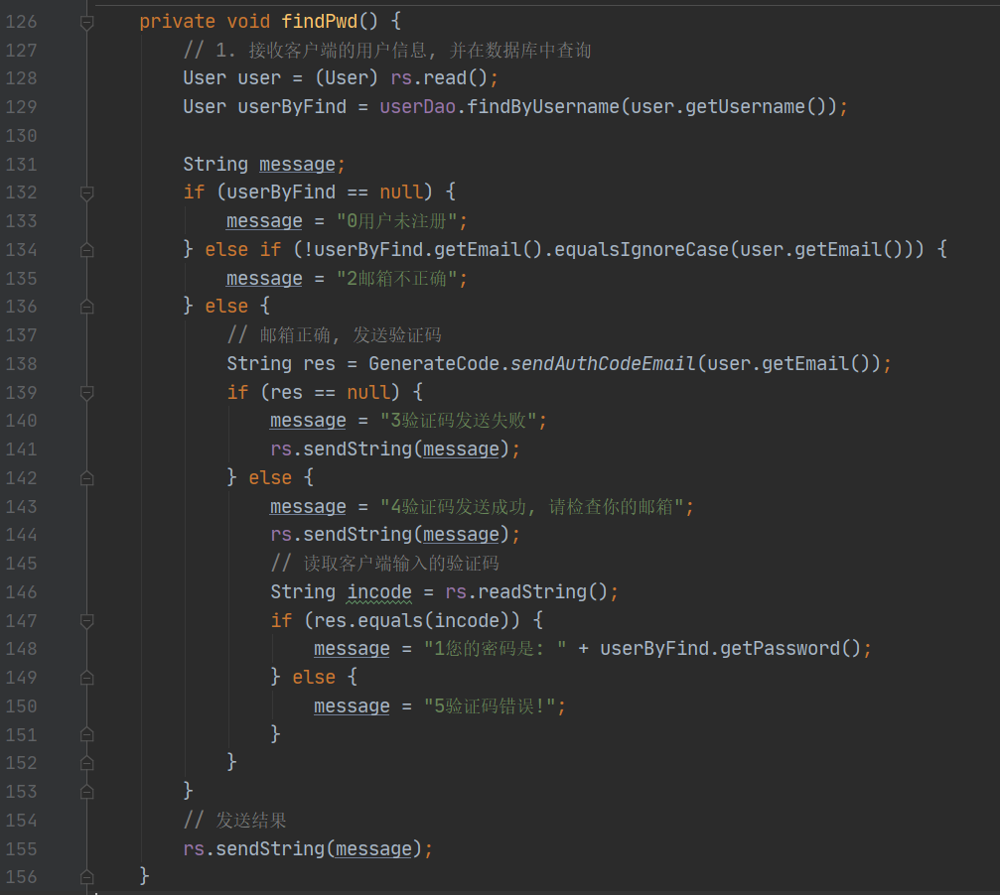 126 private void findPwd() {
127 // 1. 接收客户端的用户信息, 并在数据库中查询
128 User user = (User) rs.read();
129 User userByFind = userDao.findByUsername(user.getUsername());
130
131 String message;
132 if (userByFind == null) {
133 message = "0用户未注册";
134 } else if (!userByFind.getEmail().equalsIgnoreCase(user.getEmail())) {
135 message = "2邮箱不正确";
136 } else {
137 // 邮箱正确, 发送验证码
138 String res = GenerateCode.sendAuthCodeEmail(user.getEmail());
139 if (res == null) {
140 message = "3验证码发送失败";
141 rs.sendString(message);
142 } else {
143 message = "4验证码发送成功, 请检查你的邮箱";
144 rs.sendString(message);
145 // 读取客户端输入的验证码
146 String incode = rs.readString();
147 if (res.equals(incode)) {
148 message = "1您的密码是: " + userByFind.getPassword();
149 } else {
150 message = "5验证码错误!";
151 }
152 }
153 }
154 // 发送结果
155 rs.sendString(message);
156 }